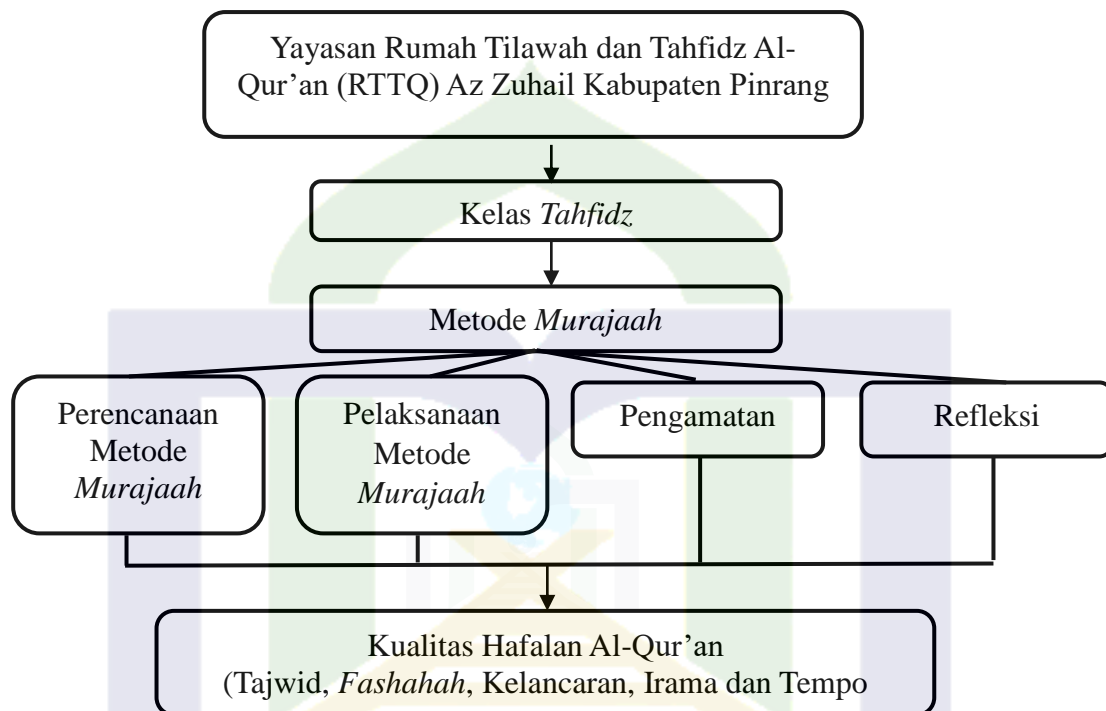 Yayasan Rumah Tilawah dan Tahfidz Al-
Qur’an (RTTQ) Az Zuhail Kabupaten Pinrang
Kelas Tahfidz
Metode Murajaah
Perencanaan
Metode
Murajaah
Pelaksanaan
Metode
Murajaah
Pengamatan
Refleksi
Kualitas Hafalan Al-Qur’an
(Tajwid, Fashahah, Kelancaran, Irama dan Tempo